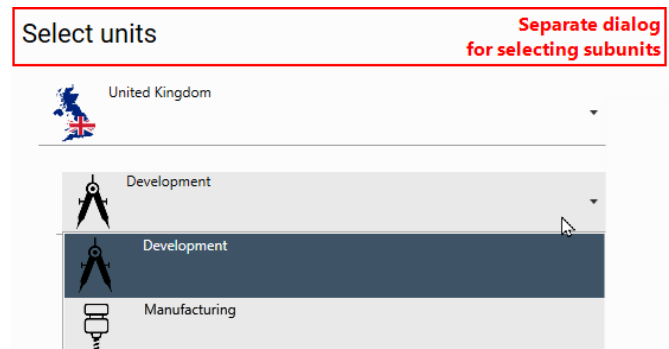 Select units
Separate dialog
for selecting subunits
United Kingdom
Development
Development
Manufacturing